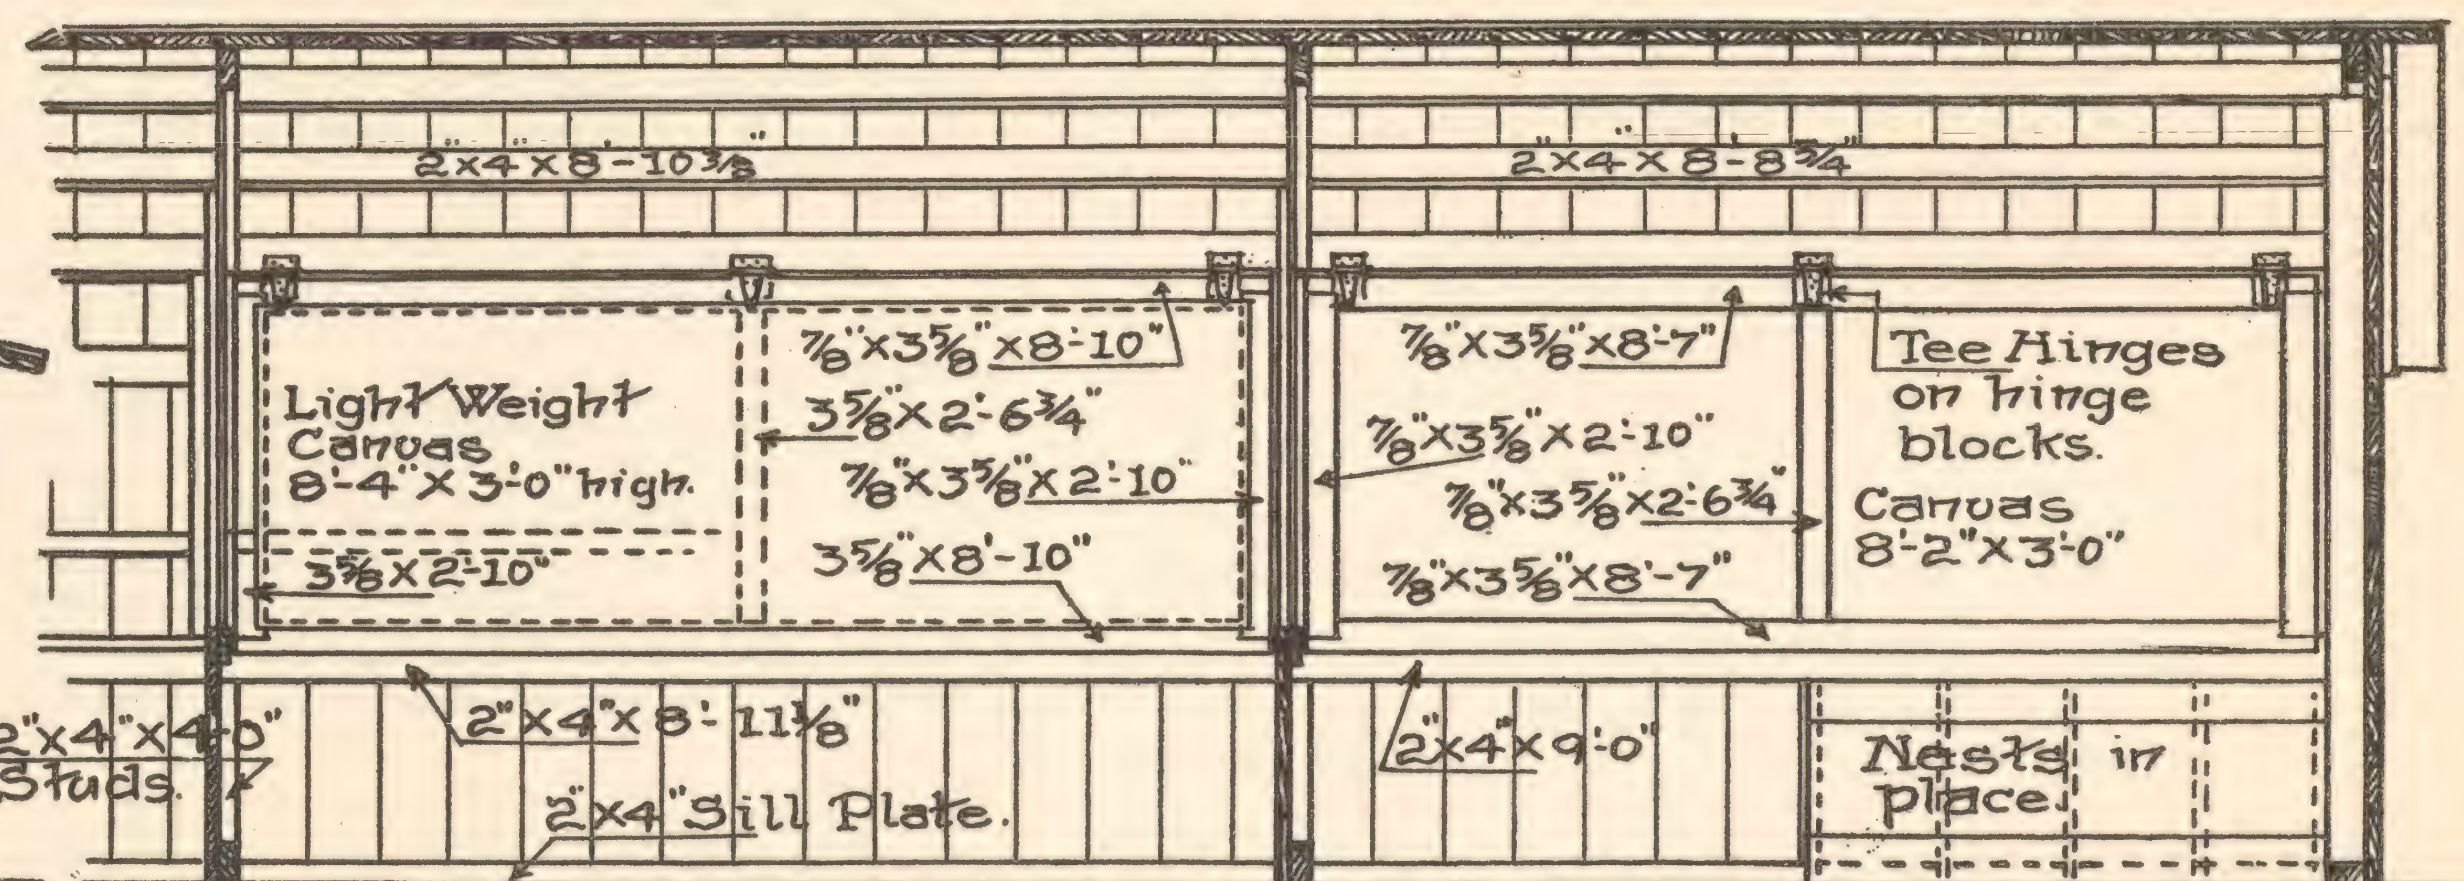 2"x4"x8'-10 3/8"
2"x4"x8'-8 3/4"
Light Weight
Canvas
8'-4"x3'-0" high.
3 5/8"x2'-10"
7/8"x3 5/8"x8'-10"
3 5/8"x2'-6 3/4"
7/8"x3 5/8"x2'-10"
3 5/8"x8'-10"
7/8"x3 5/8"x8'-7"
7/8"x3 5/8"x2'-10"
7/8"x3 5/8"x2'-6 3/4"
7/8"x3 5/8"x8'-7"
Tee Hinges
on hinge
blocks.
Canvas
8'-2"x3'-0"
2"x4"x4'-0"
Studs.
2"x4"x8'-11 1/8"
2"x4" Sill Plate.
2"x4"x9'-0"
Nests in
place.